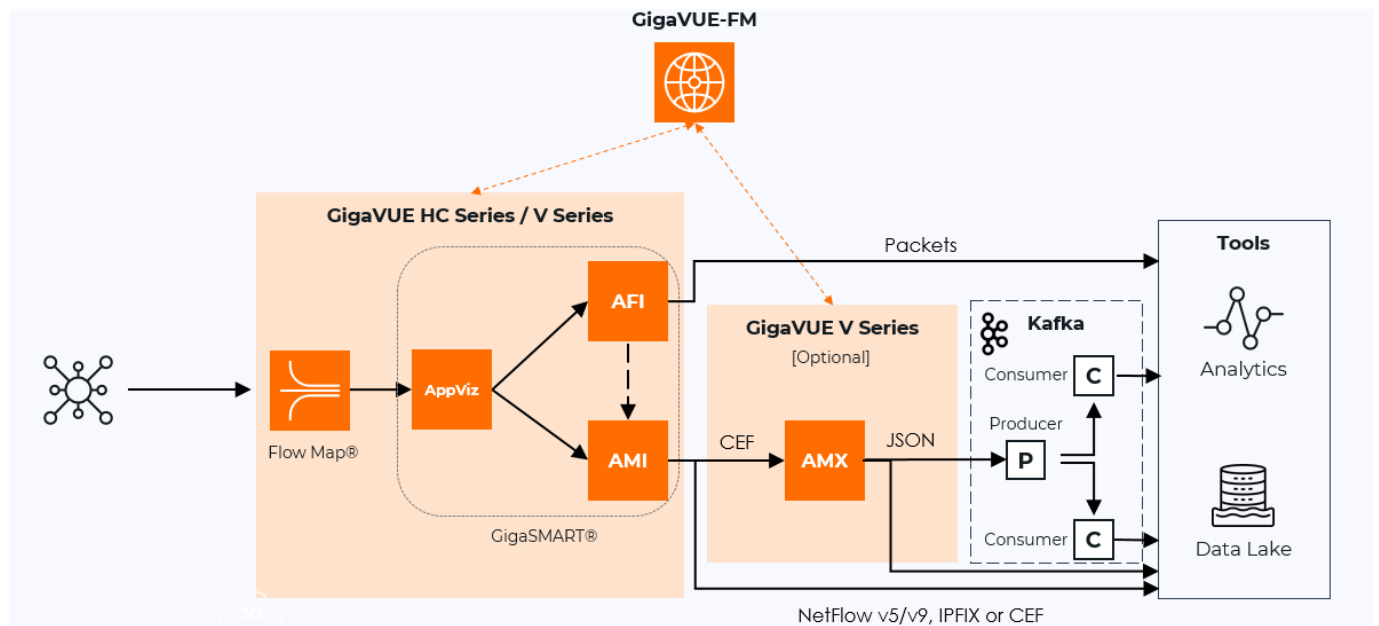 GigaVUE-FM
GigaVUE HC Series / V Series
Packets
Tools
AFI
GigaVUE V Series
[Optional]
Kafka
Analytics
Consumer
C
AppViz
Flow Map®
Producer
CEF
JSON
AMI
AMX
P
GigaSMART®
Consumer
C
Data Lake
5G
NetFlow v5/v9, IPFIX or CEF